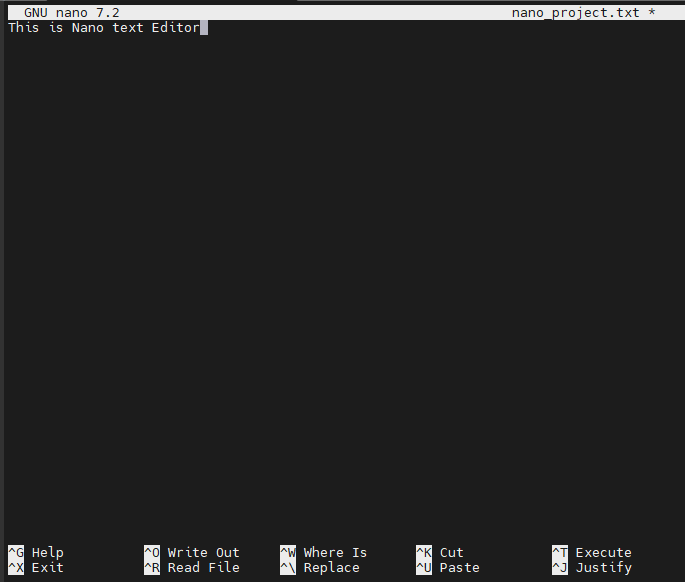 GNU nano 7.2 nano_project.txt *
This is Nano text Editor
^G Help ^O Write Out ^W Where Is ^K Cut ^T Execute
^X Exit ^R Read File ^\ Replace ^U Paste ^J Justify